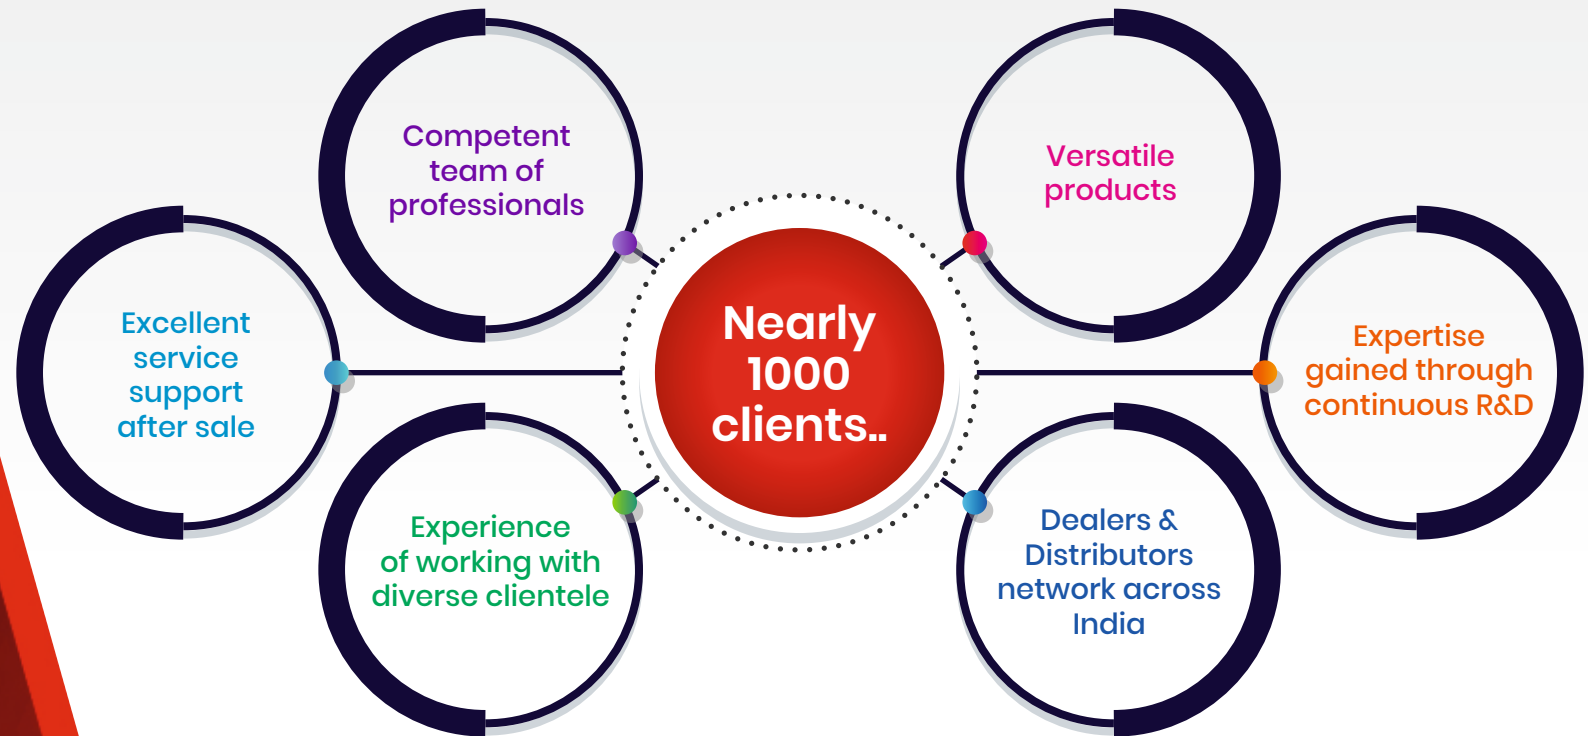 Competent
team of
professionals
Versatile
products
Excellent
service
support
after sale
Nearly
1000
clients..
Expertise
gained through
continuous R&D
Experience
of working with
diverse clientele
Dealers &
Distributors
network across
India